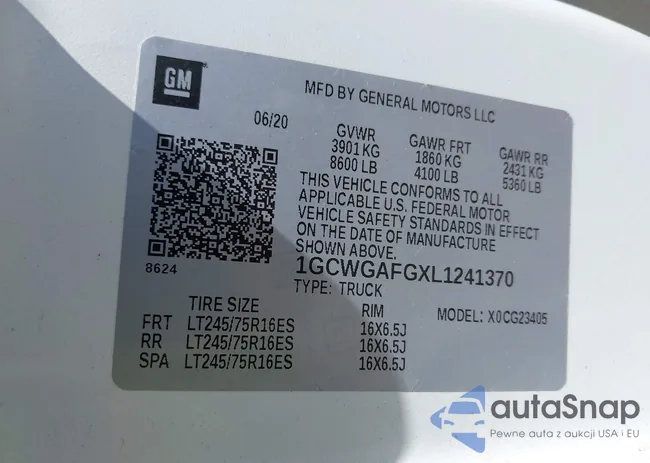 GM
MFD BY GENERAL MOTORS LLC
06/20
GVWR GAWR FRT GAWR RR
3901 KG 1860 KG 2431 KG
8600 LB 4100 LB 5360 LB
THIS VEHICLE CONFORMS TO ALL
APPLICABLE U.S. FEDERAL MOTOR
VEHICLE SAFETY STANDARDS IN EFFECT
ON THE DATE OF MANUFACTURE
SHOWN ABOVE.
8624
1GCWGAFGXL1241370
TYPE: TRUCK MODEL: X0CG23405
TIRE SIZE RIM
FRT LT245/75R16ES 16X6.5J
RR LT245/75R16ES 16X6.5J
SPA LT245/75R16ES 16X6.5J
autaSnap
Pewne auta z aukcji USA i EU